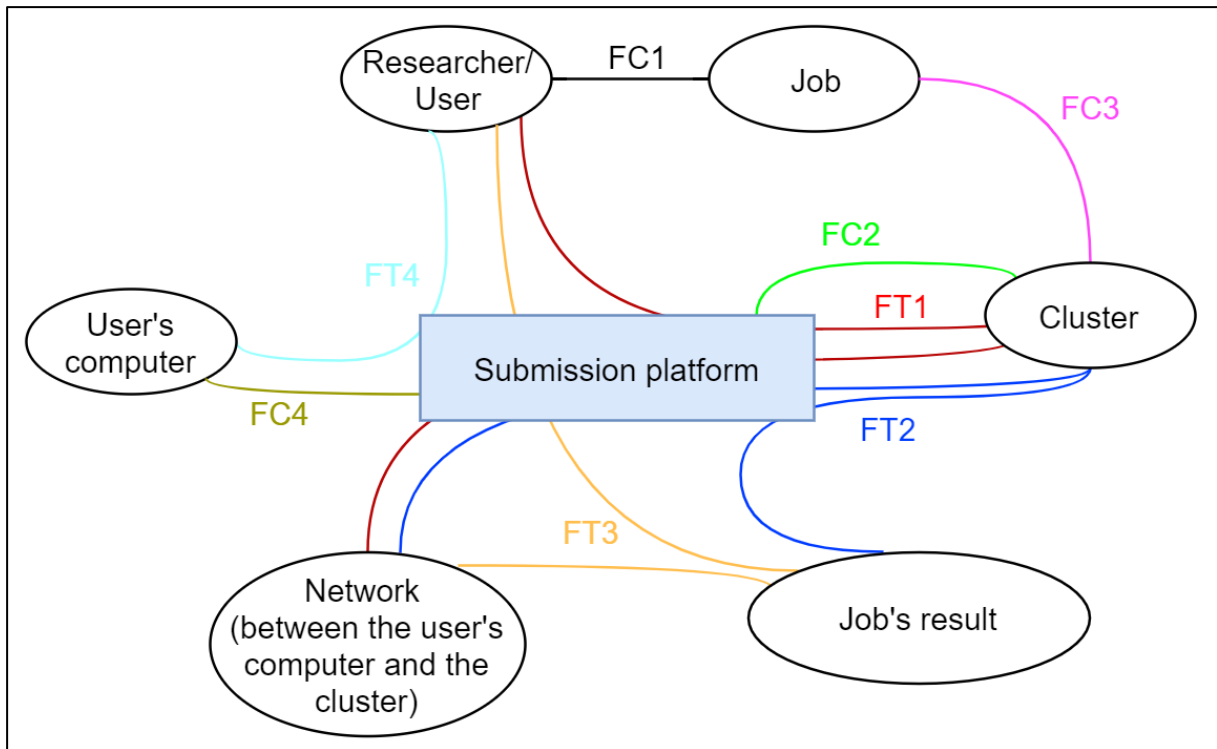 Researcher/
User
FC1
Job
FC3
FC2
FT4
FT1
User's
computer
Cluster
Submission platform
FC4
FT2
FT3
Network
(between the user's
computer and the
cluster)
Job's result